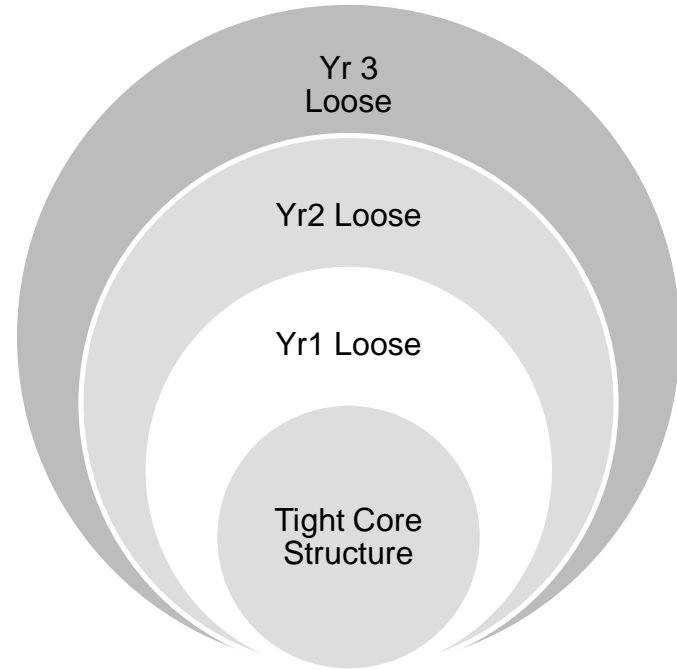 Yr 3
Loose
Yr2 Loose
Yr1 Loose
Tight Core
Structure